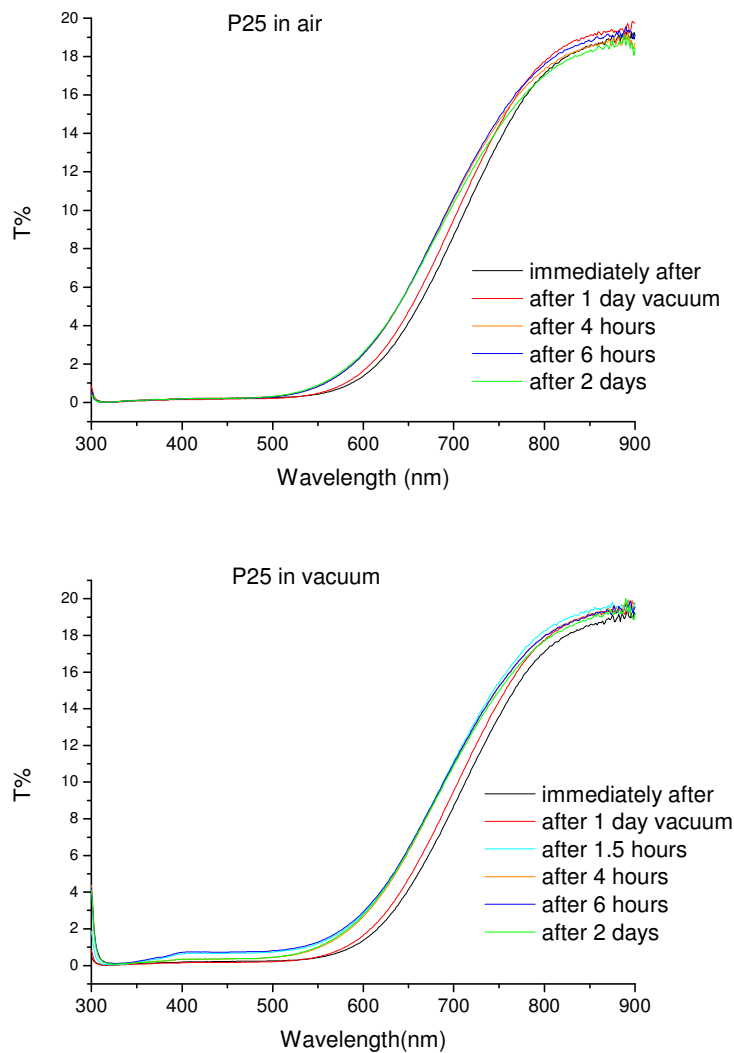 P25 in air
20
18
16
14
12
10
8
6
4
2
0
T%
immediately after
after 1 day vacuum
after 4 hours
after 6 hours
after 2 days
300 400 500 600 700 800 900
Wavelength (nm)
P25 in vacuum
20
18
16
14
12
10
8
6
4
2
0
T%
immediately after
after 1 day vacuum
after 1.5 hours
after 4 hours
after 6 hours
after 2 days
300 400 500 600 700 800 900
Wavelength(nm)